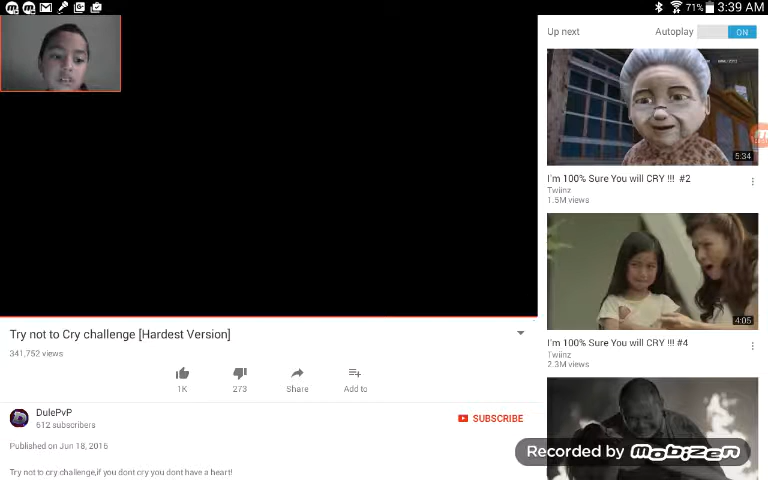 71% 3:39 AM
Up next
Autoplay
ON
5:34
I'm 100% Sure You will CRY !!! #2
Twiinz
1.5M views
4:05
I'm 100% Sure You will CRY !!! #4
Twiinz
2.3M views
Try not to Cry challenge [Hardest Version]
341,752 views
1K
273
Share
Add to
DulePvP
612 subscribers
SUBSCRIBE
Published on Jun 18, 2016
Try not to cry challenge,if you dont cry you dont have a heart!
Recorded by mobizen